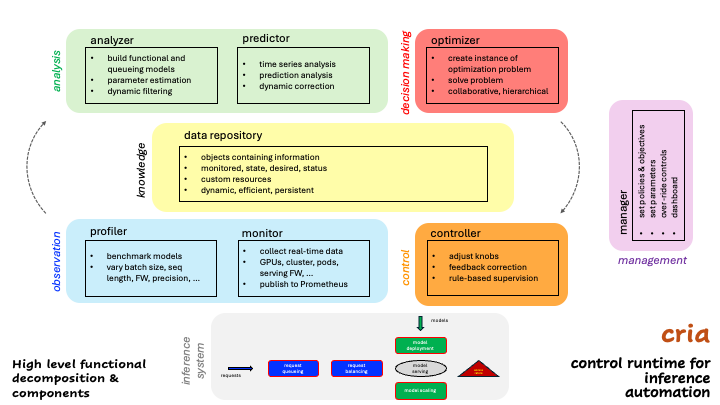 analysis
analyzer
• build functional and
queueing models
• parameter estimation
• dynamic filtering
predictor
• time series analysis
• prediction analysis
• dynamic correction
decision making
optimizer
• create instance of
optimization problem
• solve problem
• collaborative, hierarchical
knowledge
data repository
• objects containing information
• monitored, state, desired, status
• custom resources
• dynamic, efficient, persistent
manager
• set policies & objectives
• set parameters
• over-ride controls
• dashboard
management
observation
profiler
• benchmark models
• vary batch size, seq
length, FW, precision, ...
monitor
• collect real-time data
• GPUs, cluster, pods,
serving FW, ...
• publish to Prometheus
control
controller
• adjust knobs
• feedback correction
• rule-based supervision
inference
system
models
model
deployment
requests
request
queueing
request
balancing
model
serving
model scaling
High level functional
decomposition &
components
cria
control runtime for
inference
automation